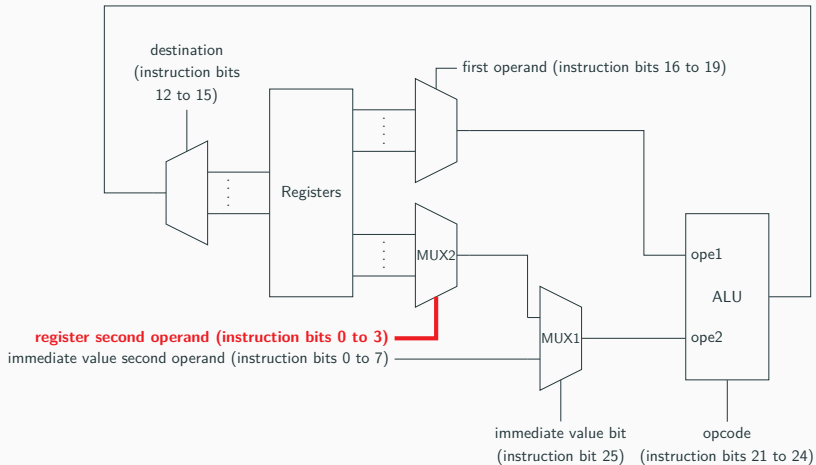 destination
(instruction bits
12 to 15)
first operand (instruction bits 16 to 19)
Registers
MUX2
ope1
ALU
register second operand (instruction bits 0 to 3)
MUX1
ope2
immediate value second operand (instruction bits 0 to 7)
immediate value bit
(instruction bit 25)
opcode
(instruction bits 21 to 24)